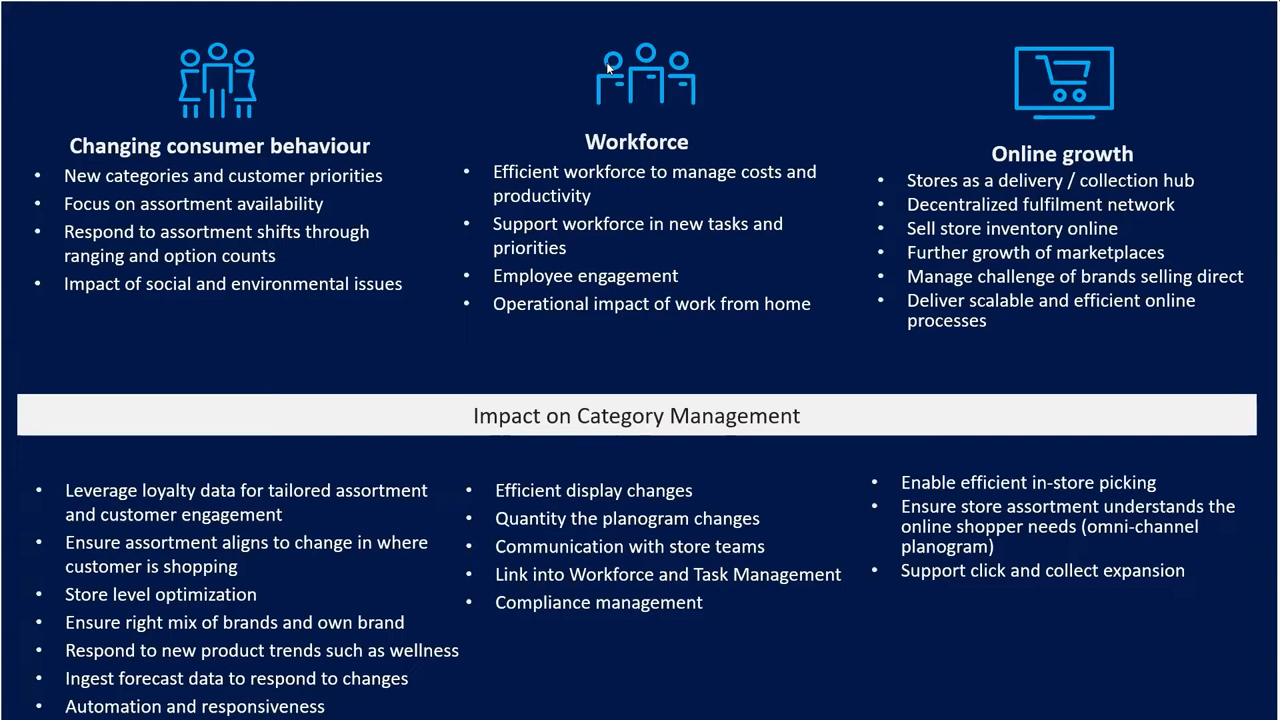 Changing consumer behaviour
• New categories and customer priorities
• Focus on assortment availability
• Respond to assortment shifts through
ranging and option counts
• Impact of social and environmental issues
Workforce
• Efficient workforce to manage costs and
productivity
• Support workforce in new tasks and
priorities
• Employee engagement
• Operational impact of work from home
Online growth
• Stores as a delivery / collection hub
• Decentralized fulfilment network
• Sell store inventory online
• Further growth of marketplaces
• Manage challenge of brands selling direct
• Deliver scalable and efficient online
processes
Impact on Category Management
• Leverage loyalty data for tailored assortment
and customer engagement
• Ensure assortment aligns to change in where
customer is shopping
• Store level optimization
• Ensure right mix of brands and own brand
• Respond to new product trends such as wellness
• Ingest forecast data to respond to changes
• Automation and responsiveness
• Efficient display changes
• Quantity the planogram changes
• Communication with store teams
• Link into Workforce and Task Management
• Compliance management
• Enable efficient in-store picking
• Ensure store assortment understands the
online shopper needs (omni-channel
planogram)
• Support click and collect expansion